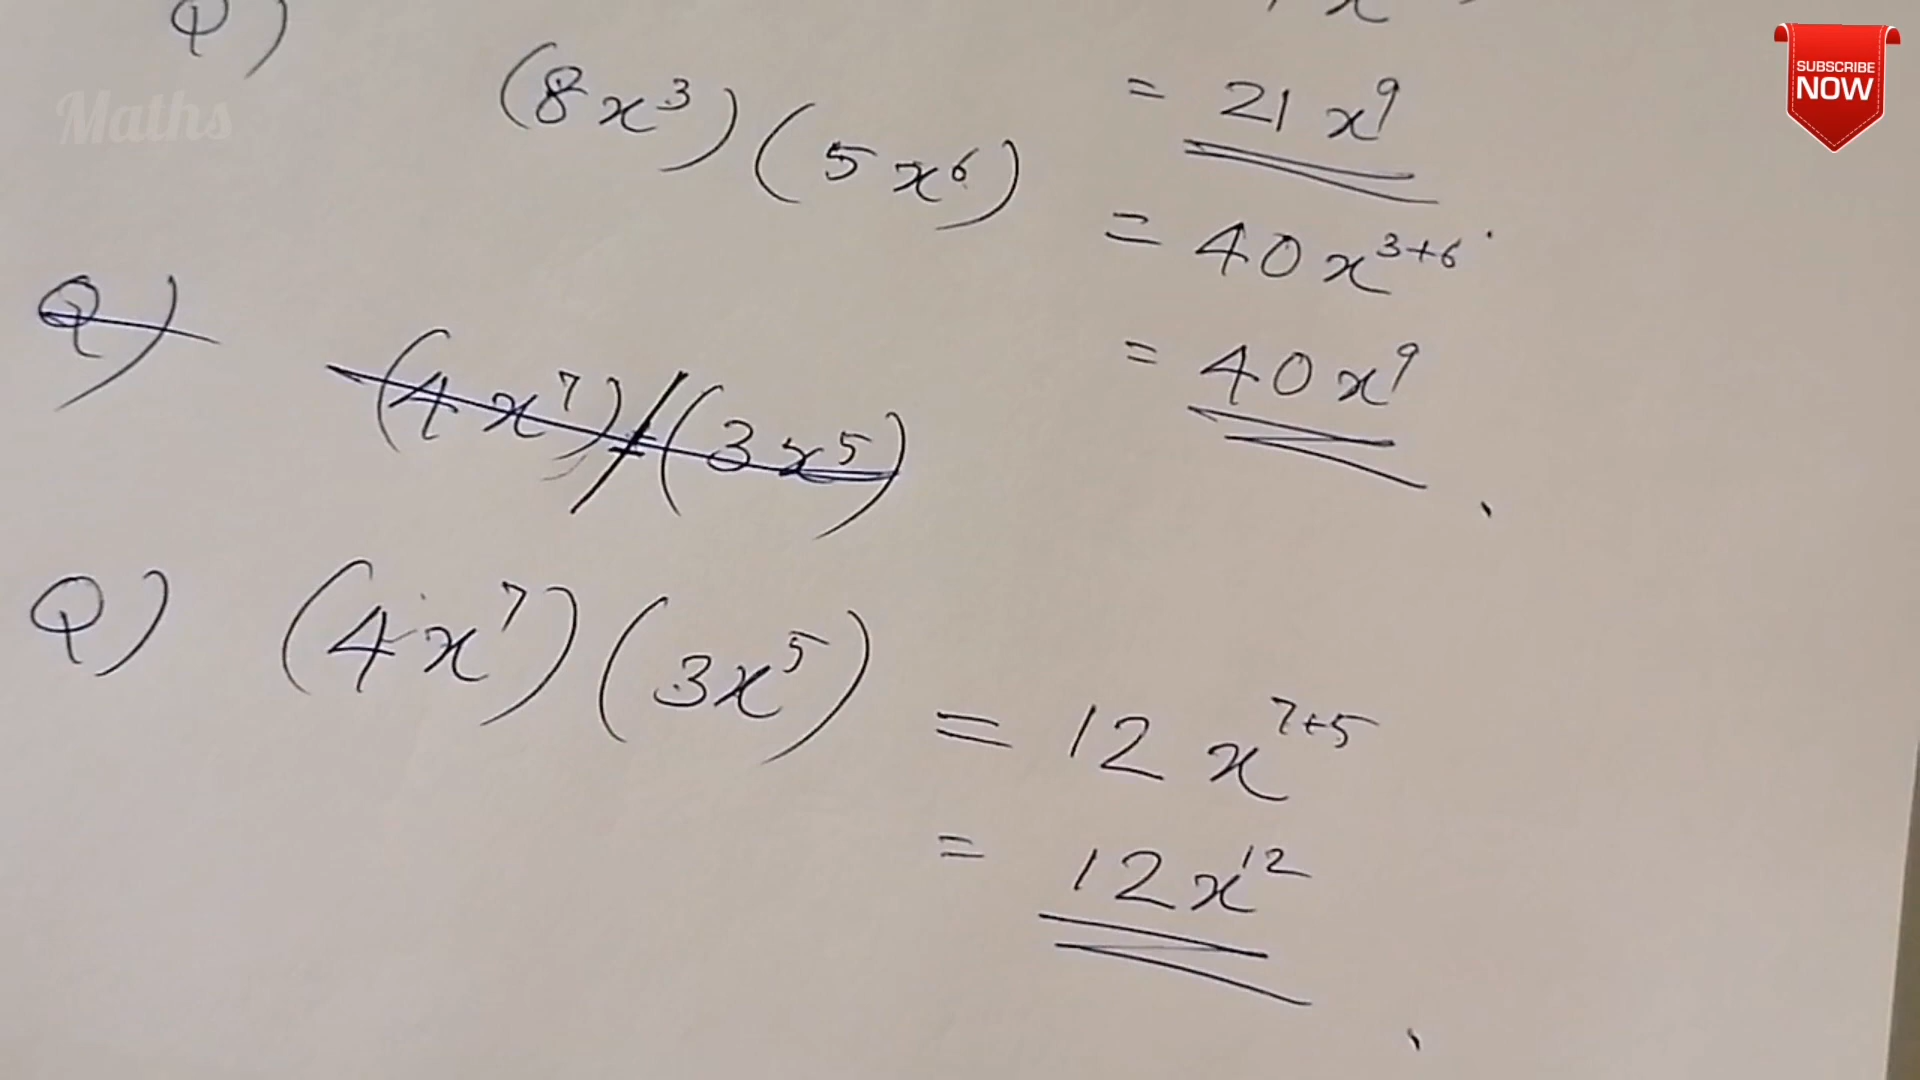 = 21x⁹
Q) (8x³)(5x⁶) = 40x³⁺⁶
= 40x⁹
Q) (4x⁷)/(3x⁵)
Q) (4x⁷)(3x⁵) = 12x⁷⁺⁵
= 12x¹²
Maths
SUBSCRIBE
NOW